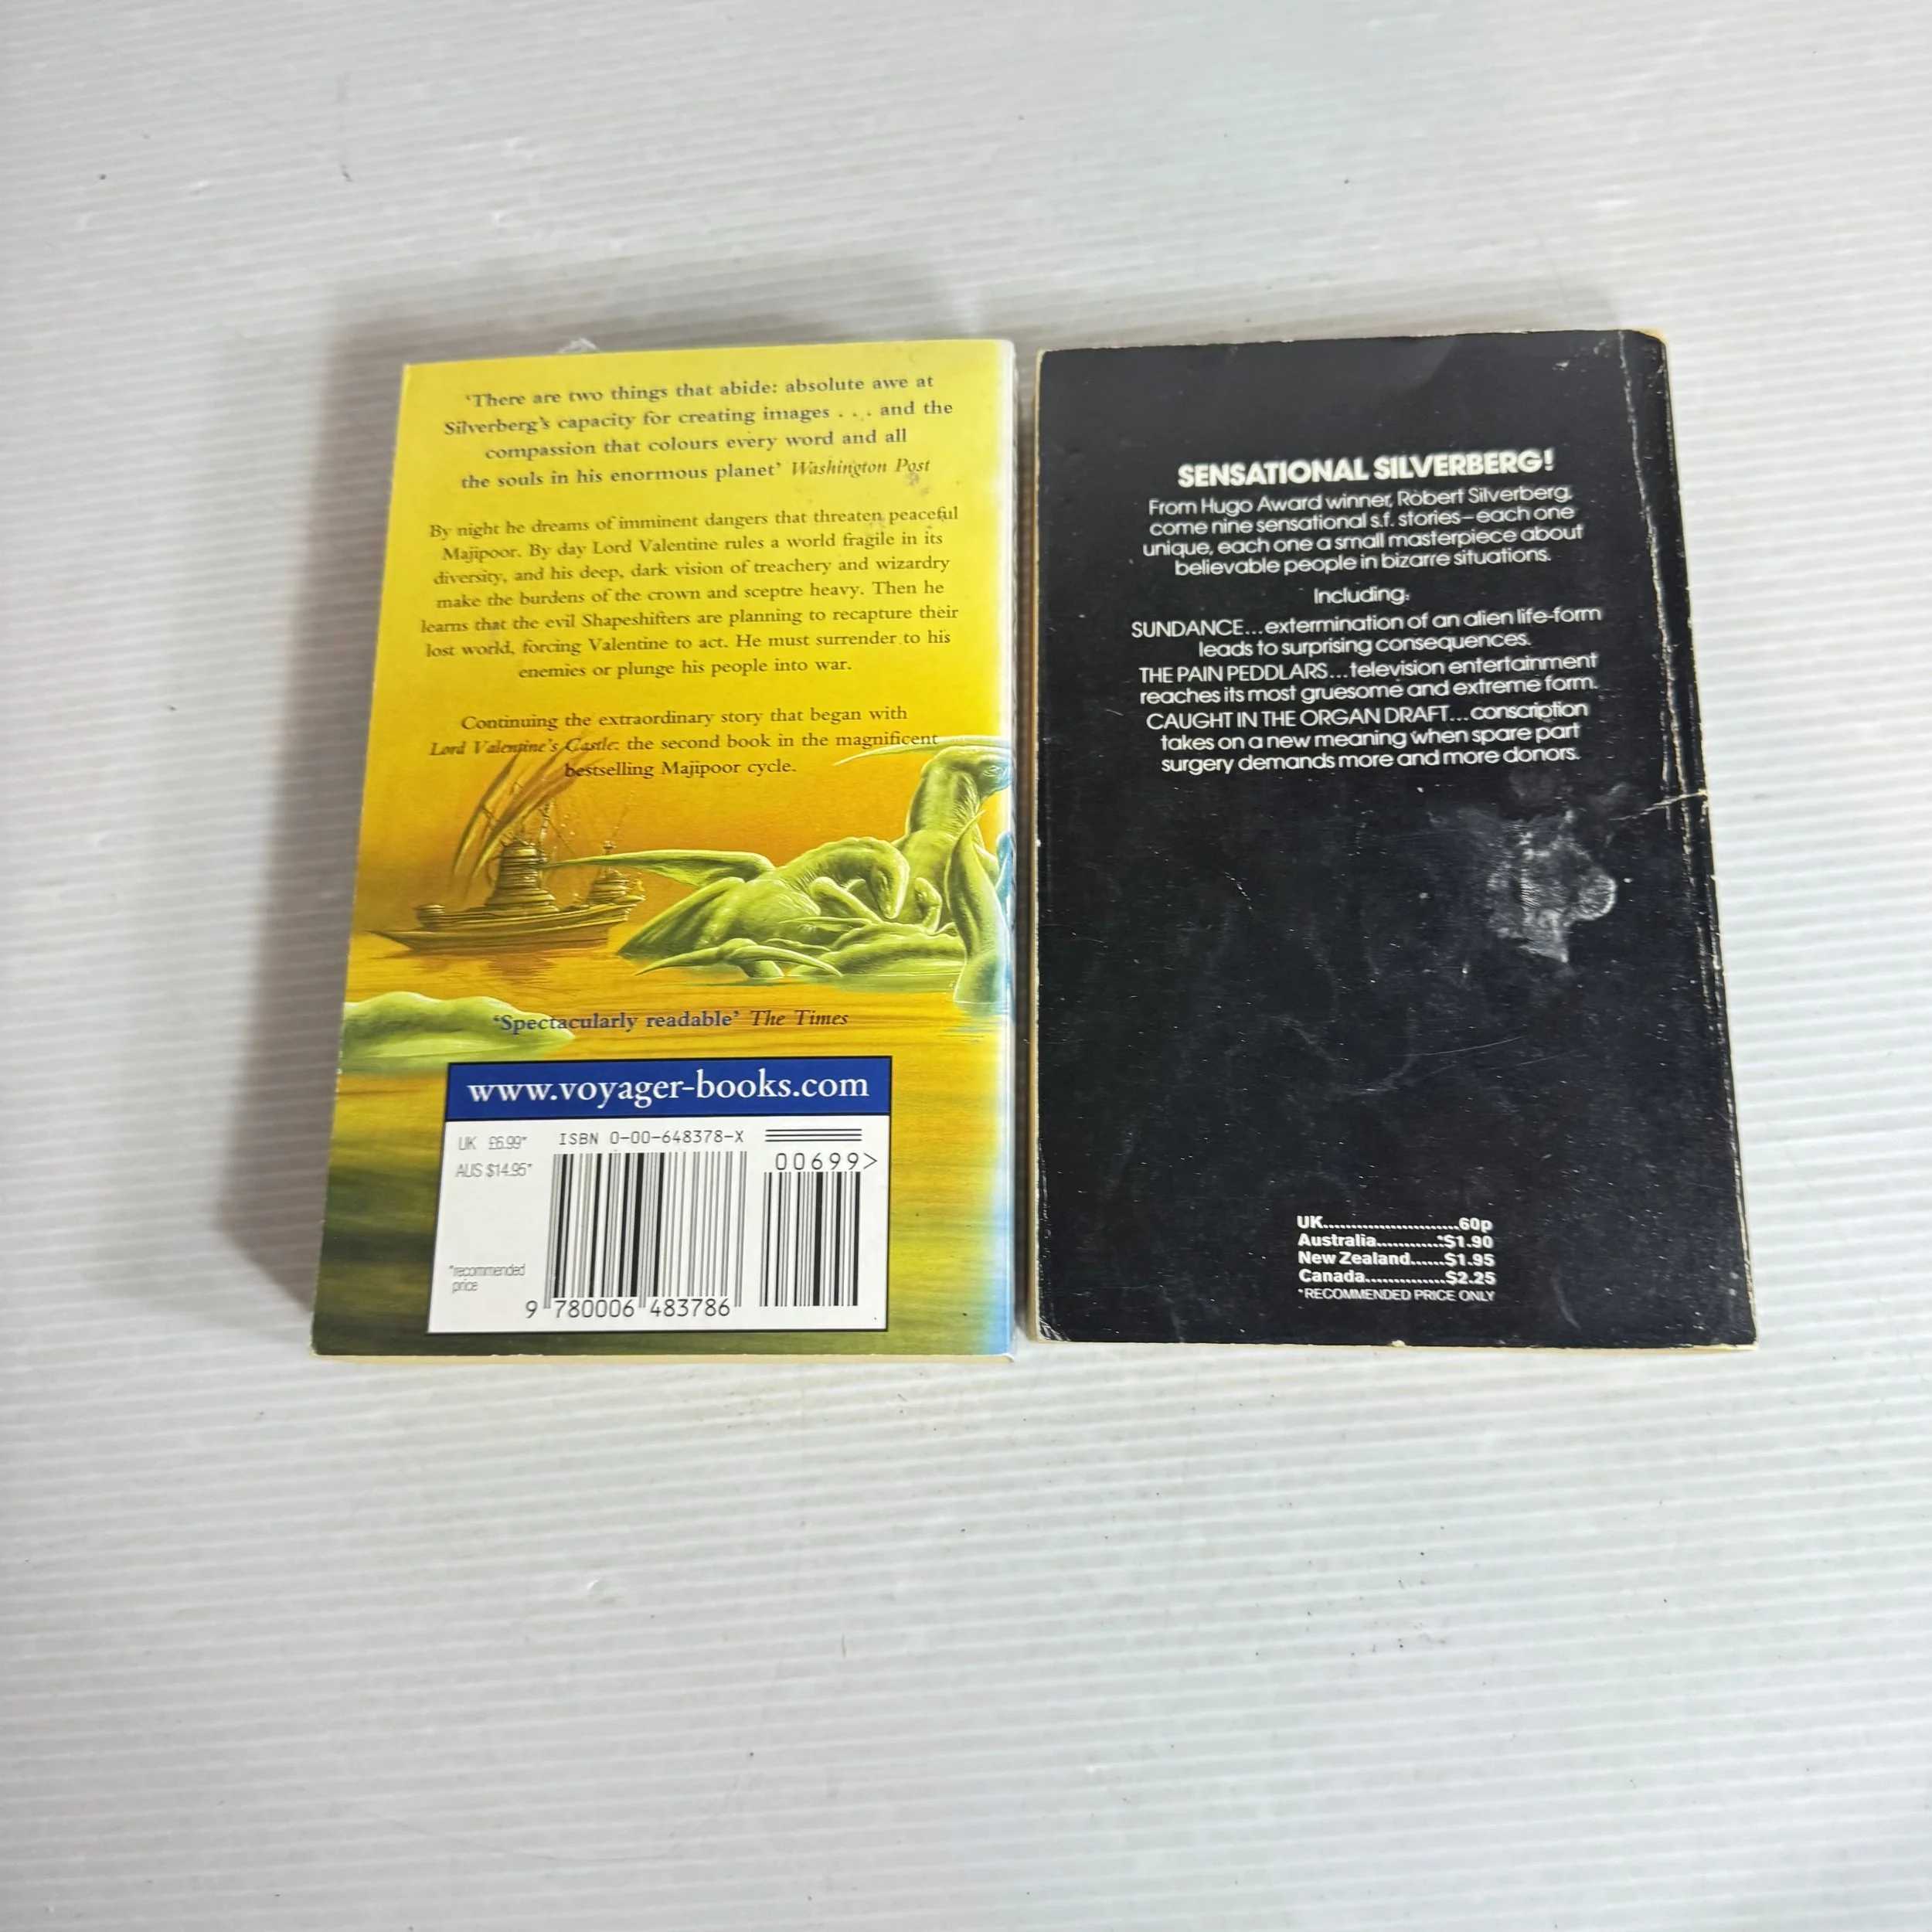 ‘There are two things that abide: absolute awe at
Silverberg’s capacity for creating images . . . and the
compassion that colours every word and all
the souls in his enormous planet’ Washington Post
By night he dreams of imminent dangers that threaten peaceful
Majipoor. By day Lord Valentine rules a world fragile in its
diversity, and his deep, dark vision of treachery and wizardry
make the burdens of the crown and sceptre heavy. Then he
learns that the evil Shapeshifters are planning to recapture their
lost world, forcing Valentine to act. He must surrender to his
enemies or plunge his people into war.
Continuing the extraordinary story that began with
Lord Valentine’s Castle: the second book in the magnificent
bestselling Majipoor cycle.
‘Spectacularly readable’ The Times
www.voyager-books.com
UK £6.99*
AUS $14.95*
ISBN 0-00-648378-X
00699>
*recommended
price
9 780006 483786
SENSATIONAL SILVERBERG!
From Hugo Award winner, Robert Silverberg,
come nine sensational s.f. stories–each one
unique, each one a small masterpiece about
believable people in bizarre situations.
Including:
SUNDANCE...extermination of an alien life-form
leads to surprising consequences.
THE PAIN PEDDLARS...television entertainment
reaches its most gruesome and extreme form.
CAUGHT IN THE ORGAN DRAFT...conscription
takes on a new meaning when spare part
surgery demands more and more donors.
UK........................60p
Australia...........*$1.90
New Zealand......$1.95
Canada..............$2.25
*RECOMMENDED PRICE ONLY